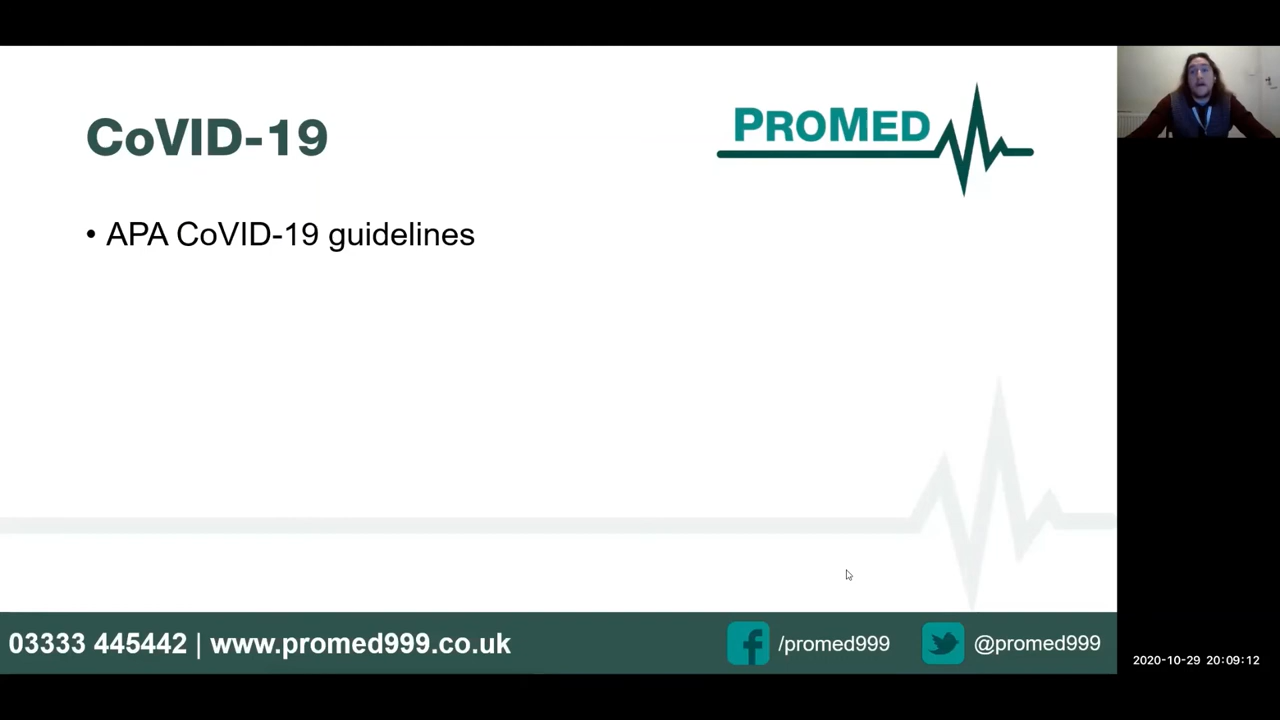 CoVID-19
PROMED
• APA CoVID-19 guidelines
03333 445442 | www.promed999.co.uk
/promed999
@promed999
2020-10-29 20:09:12